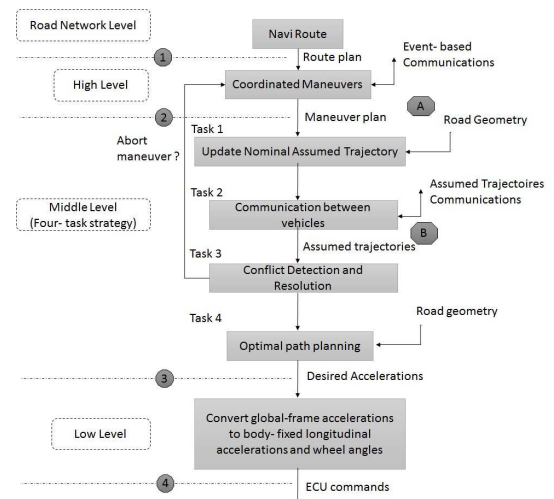 Road Network Level
Navi Route
1
Route plan
Event- based
Communications
High Level
Coordinated Maneuvers
2
Maneuver plan
A
Abort
maneuver ?
Task 1
Road Geometry
Update Nominal Assumed Trajectory
Task 2
Assumed Trajectoires
Communications
Middle Level
(Four- task strategy)
Communication between
vehicles
B
Assumed trajectories
Task 3
Conflict Detection and
Resolution
Task 4
Road geometry
Optimal path planning
3
Desired Accelerations
Low Level
Convert global-frame accelerations
to body- fixed longitudinal
accelerations and wheel angles
4
ECU commands